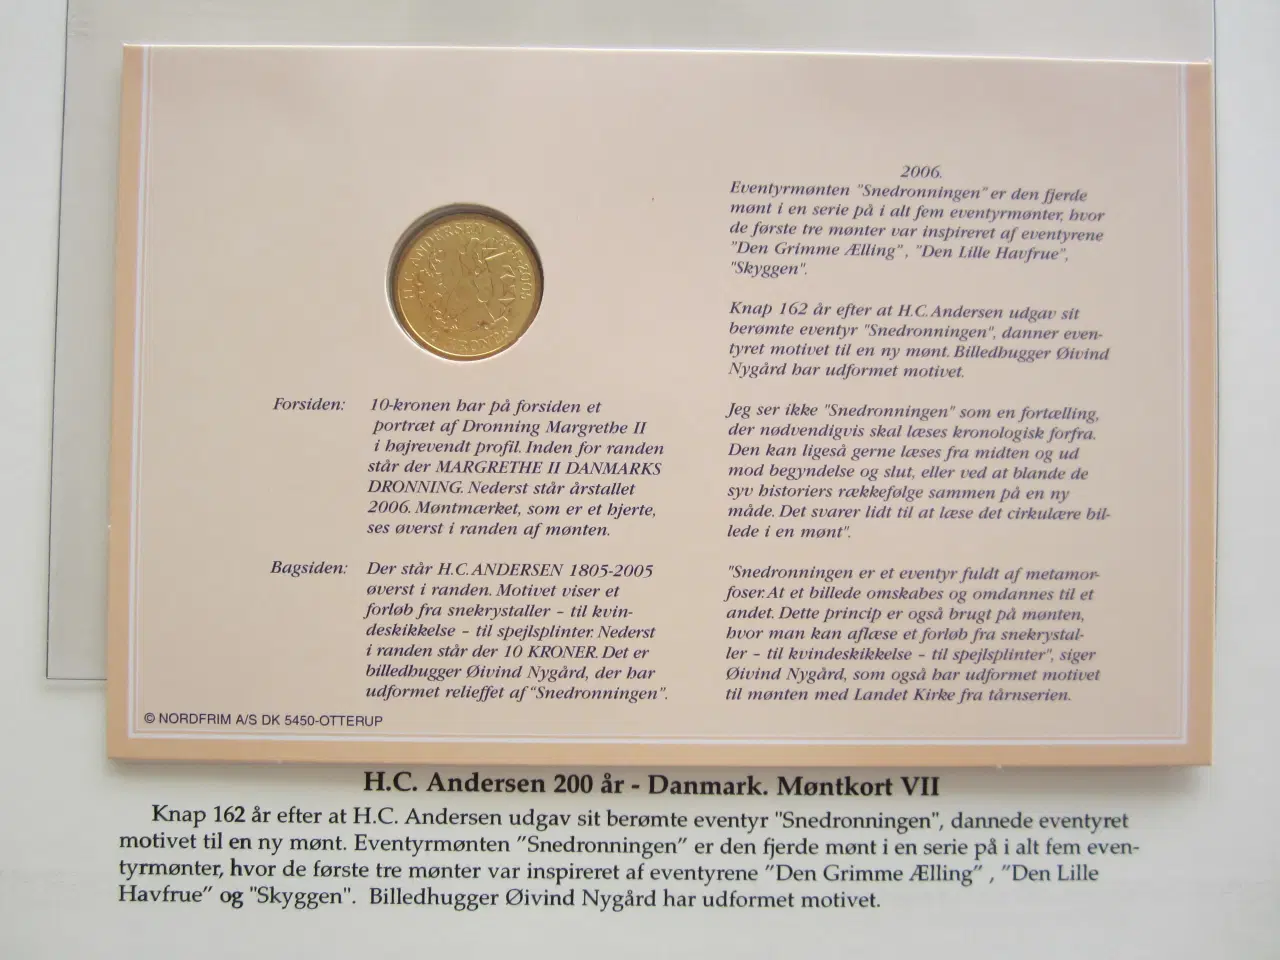 H.C. ANDERSEN 1805-2005
10 KRONER
Forsiden: 10-kronen har på forsiden et
portræt af Dronning Margrethe II
i højrevendt profil. Inden for randen
står der MARGRETHE II DANMARKS
DRONNING. Nederst står årstallet
2006. Møntmærket, som er et hjerte,
ses øverst i randen af mønten.
Bagsiden: Der står H.C. ANDERSEN 1805-2005
øverst i randen. Motivet viser et
forløb fra snekrystaller – til kvin-
deskikkelse – til spejlsplinter. Nederst
i randen står der 10 KRONER. Det er
billedhugger Øivind Nygård, der har
udformet relieffet af "Snedronningen".
© NORDFRIM A/S DK 5450-OTTERUP
2006.
Eventyrmønten "Snedronningen" er den fjerde
mønt i en serie på i alt fem eventyrmønter, hvor
de første tre mønter var inspireret af eventyrene
"Den Grimme Ælling", "Den Lille Havfrue",
"Skyggen".
Knap 162 år efter at H.C. Andersen udgav sit
berømte eventyr "Snedronningen", danner even-
tyret motivet til en ny mønt. Billedhugger Øivind
Nygård har udformet motivet.
Jeg ser ikke "Snedronningen" som en fortælling,
der nødvendigvis skal læses kronologisk forfra.
Den kan ligeså gerne læses fra midten og ud
mod begyndelse og slut, eller ved at blande de
syv historiers rækkefølge sammen på en ny
måde. Det svarer lidt til at læse det cirkulære bil-
lede i en mønt".
"Snedronningen er et eventyr fuldt af metamor-
foser. At et billede omskabes og omdannes til et
andet. Dette princip er også brugt på mønten,
hvor man kan aflæse et forløb fra snekrystal-
ler – til kvindeskikkelse – til spejlsplinter", siger
Øivind Nygård, som også har udformet motivet
til mønten med Landet Kirke fra tårnserien.
H.C. Andersen 200 år - Danmark. Møntkort VII
Knap 162 år efter at H.C. Andersen udgav sit berømte eventyr "Snedronningen", dannede eventyret
motivet til en ny mønt. Eventyrmønten "Snedronningen" er den fjerde mønt i en serie på i alt fem even-
tyrmønter, hvor de første tre mønter var inspireret af eventyrene "Den Grimme Ælling" , "Den Lille
Havfrue" og "Skyggen". Billedhugger Øivind Nygård har udformet motivet.